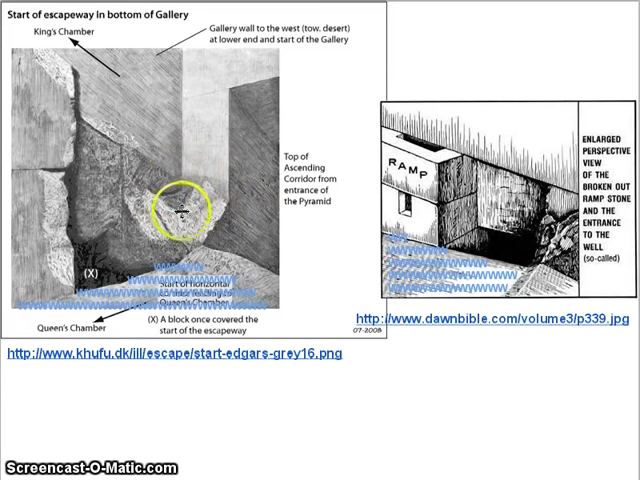 Start of escapeway in bottom of Gallery
King's Chamber
Gallery wall to the west (tow. desert)
at lower end and start of the Gallery
Top of
Ascending
Corridor from
entrance of
the Pyramid
(X)
Start of horizontal
Queen's Chamber
Queen's Chamber
(X) A block once covered the
start of the escapeway
07-2008
http://www.khufu.dk/ill/escape/start-edgars-grey16.png
RAMP
ENLARGED
PERSPECTIVE
VIEW
OF THE
BROKEN OUT
RAMP STONE
AND THE
ENTRANCE
TO THE
WELL
(so-called)
http://www.dawnbible.com/volume3/p339.jpg
Screencast-O-Matic.com